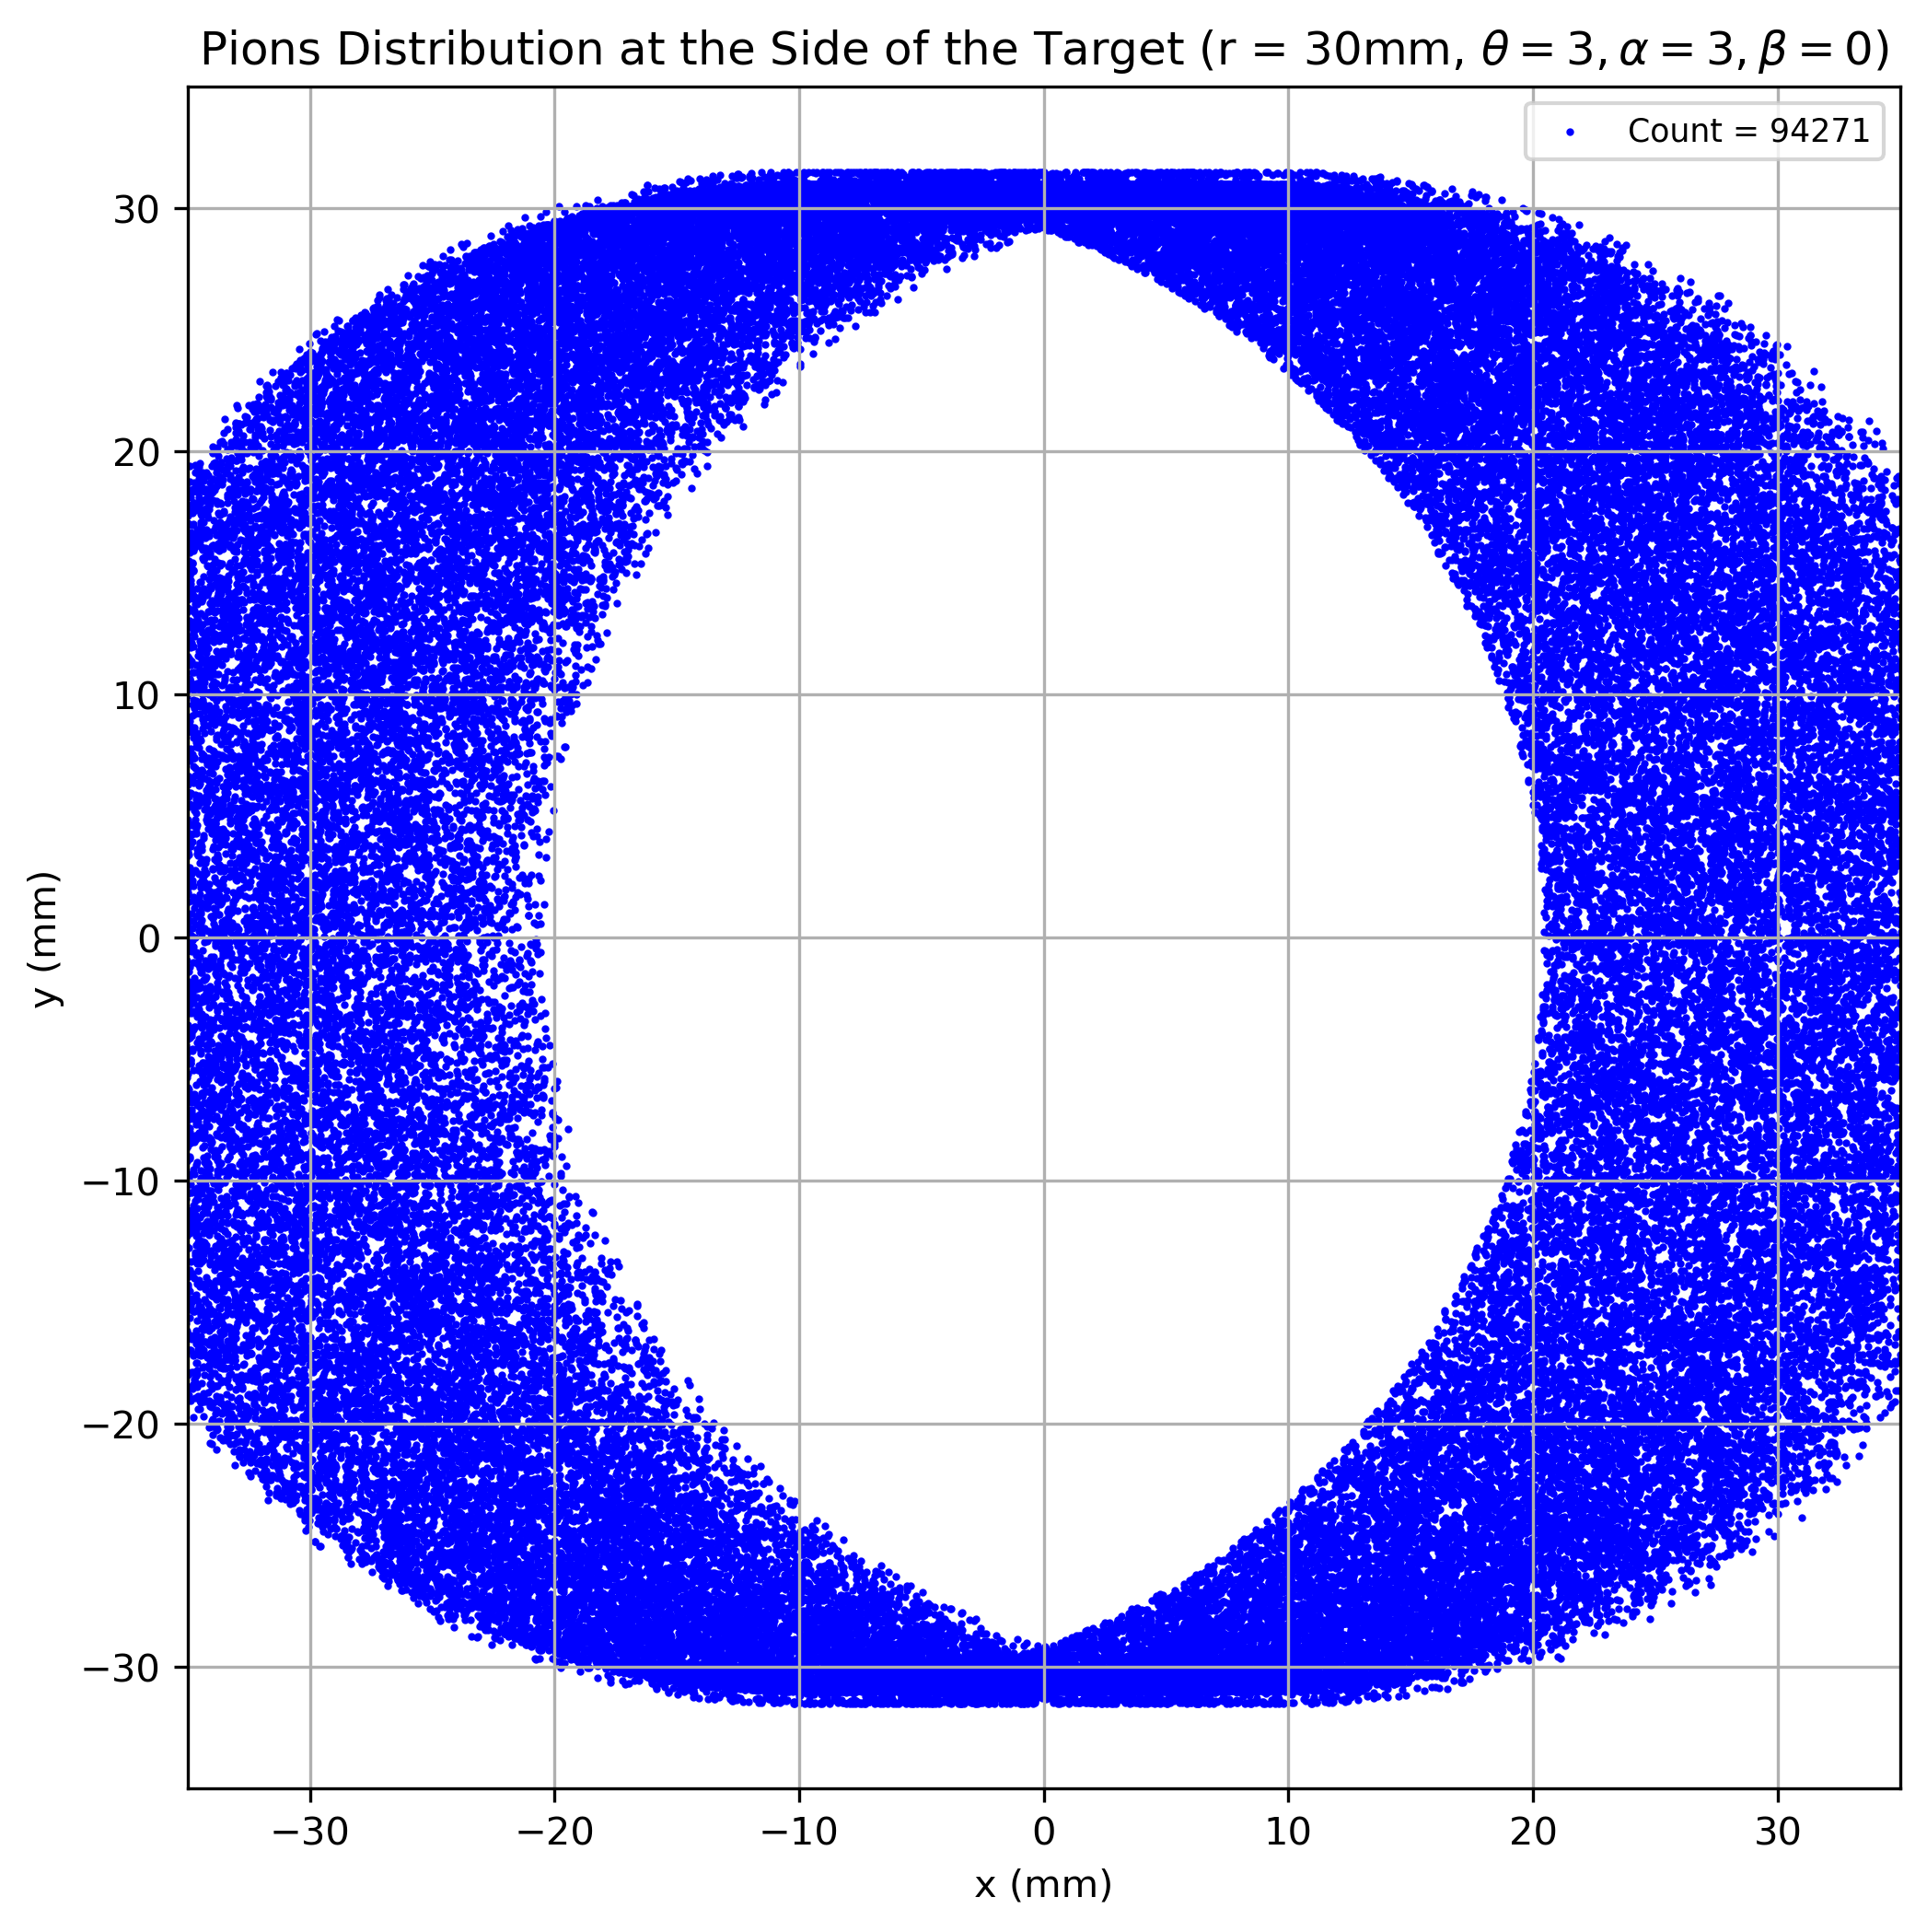 Pions Distribution at the Side of the Target (r = 30mm, θ = 3, α = 3, β = 0)
Count = 94271
30
20
10
0
−10
−20
−30
y (mm)
−30 −20 −10 0 10 20 30
x (mm)